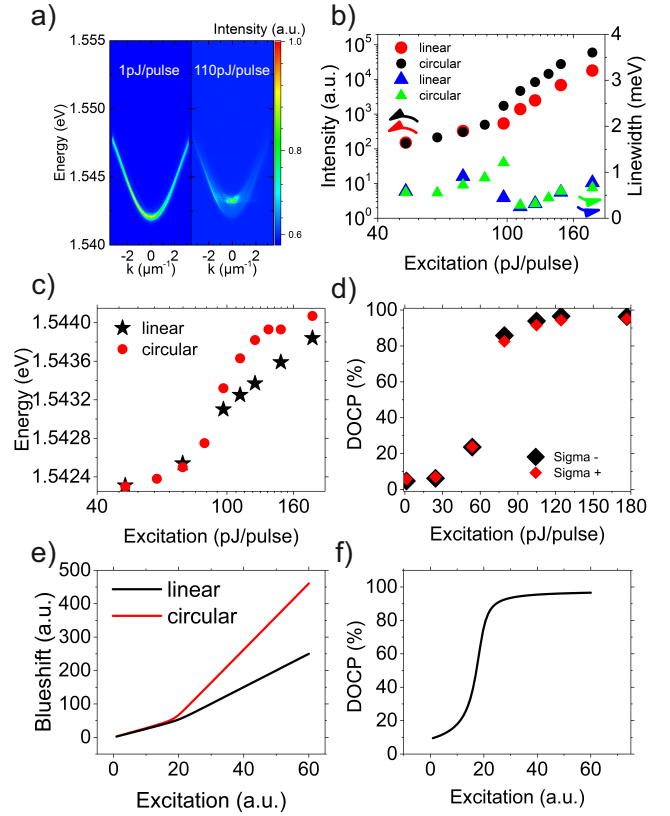 a)
Intensity (a.u.)
1.555
1.550
1.543
1.540
Energy (eV)
1pJ/pulse
110pJ/pulse
1.0
0.8
0.6
-2 0 2
-2 0 2
k (µm⁻¹)
k (µm⁻¹)
b)
10⁵
10⁴
10³
10²
10¹
10⁰
Intensity (a.u.)
linear
circular
linear
circular
4
3
2
1
0
Linewidth (meV)
40 100 160
Excitation (pJ/pulse)
c)
1.5440
1.5436
1.5432
1.5428
1.5424
Energy (eV)
linear
circular
40 100 160
Excitation (pJ/pulse)
d)
100
80
60
40
20
0
DOCP (%)
Sigma -
Sigma +
0 30 60 90 120 150 180
Excitation (pJ/pulse)
e)
500
400
300
200
100
0
Blueshift (a.u.)
linear
circular
0 20 40 60
Excitation (a.u.)
f)
100
80
60
40
20
0
DOCP (%)
0 20 40 60
Excitation (a.u.)